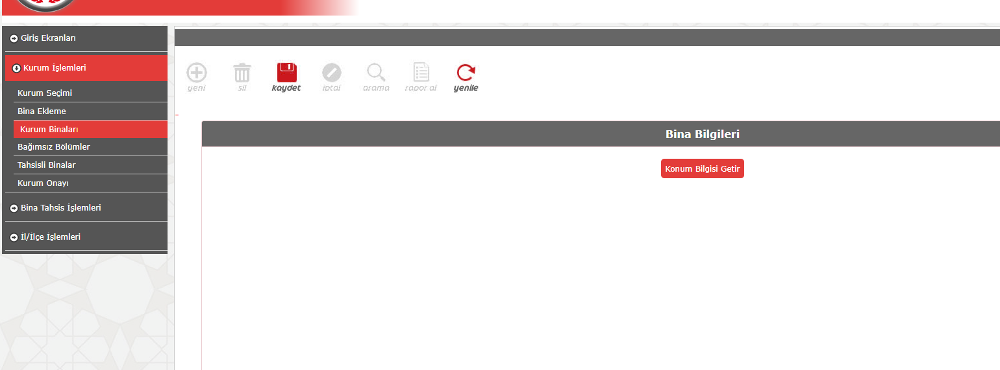 Giriş Ekranları
Kurum İşlemleri
Kurum Seçimi
Bina Ekleme
Kurum Binaları
Bağımsız Bölümler
Tahsisli Binalar
Kurum Onayı
Bina Tahsis İşlemleri
İl/İlçe İşlemleri
yeni sil kaydet iptal arama rapor al yenile
Bina Bilgileri
Konum Bilgisi Getir